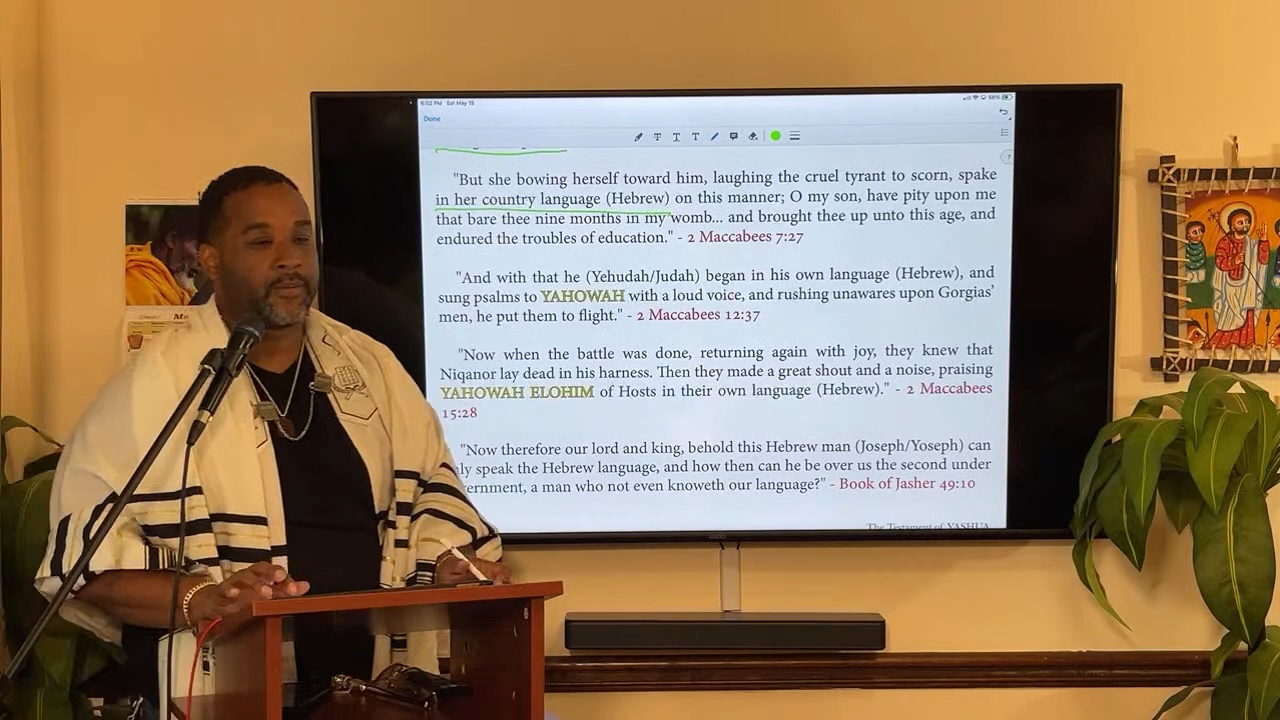 6:02 PM Sat May 15
58%
Done
"But she bowing herself toward him, laughing the cruel tyrant to scorn, spake
in her country language (Hebrew) on this manner; O my son, have pity upon me
that bare thee nine months in my womb... and brought thee up unto this age, and
endured the troubles of education." - 2 Maccabees 7:27
"And with that he (Yehudah/Judah) began in his own language (Hebrew), and
sung psalms to YAHOWAH with a loud voice, and rushing unawares upon Gorgias'
men, he put them to flight." - 2 Maccabees 12:37
"Now when the battle was done, returning again with joy, they knew that
Niqanor lay dead in his harness. Then they made a great shout and a noise, praising
YAHOWAH ELOHIM of Hosts in their own language (Hebrew)." - 2 Maccabees
15:28
"Now therefore our lord and king, behold this Hebrew man (Joseph/Yoseph) can
ly speak the Hebrew language, and how then can he be over us the second under
ernment, a man who not even knoweth our language?" - Book of Jasher 49:10
The Testament of YASHUA